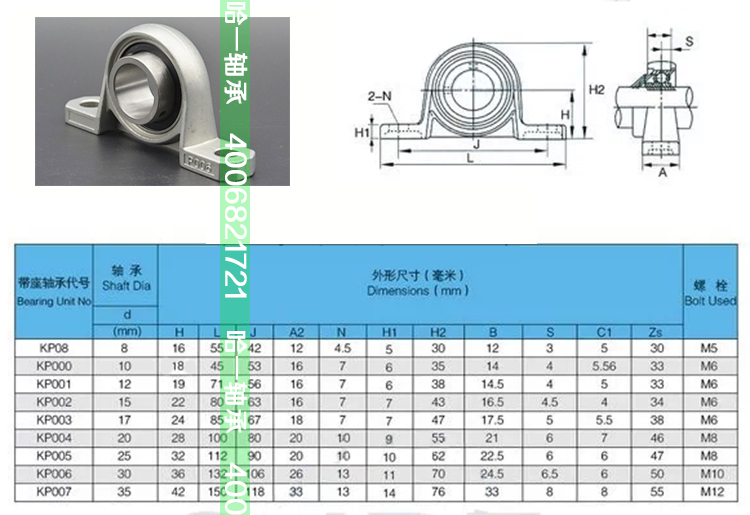 哈一轴承 4006821721 哈一轴承 400
LP006
S
2-N
H2
H
H1
J
L
A
带座轴承代号 轴承 外形尺寸(毫米) 螺栓
Bearing Unit No Shaft Dia Dimensions(mm) Bolt Used
d
(mm) H L J A2 N H1 H2 B S C1 Zs
KP08 8 16 55 42 12 4.5 5 30 12 3 5 30 M5
KP000 10 18 45 53 16 7 6 35 14 4 5.56 33 M6
KP001 12 19 71 56 16 7 6 38 14.5 4 5 33 M6
KP002 15 22 80 63 16 7 7 43 16.5 4.5 4 34 M6
KP003 17 24 85 67 18 7 7 47 17.5 5 5.5 38 M6
KP004 20 28 100 80 20 10 9 55 21 6 7 46 M8
KP005 25 32 112 90 20 10 10 62 22.5 6 6 47 M8
KP006 30 36 132 106 26 13 11 70 24.5 6.5 6 50 M10
KP007 35 42 150 118 33 13 14 76 33 8 8 55 M12